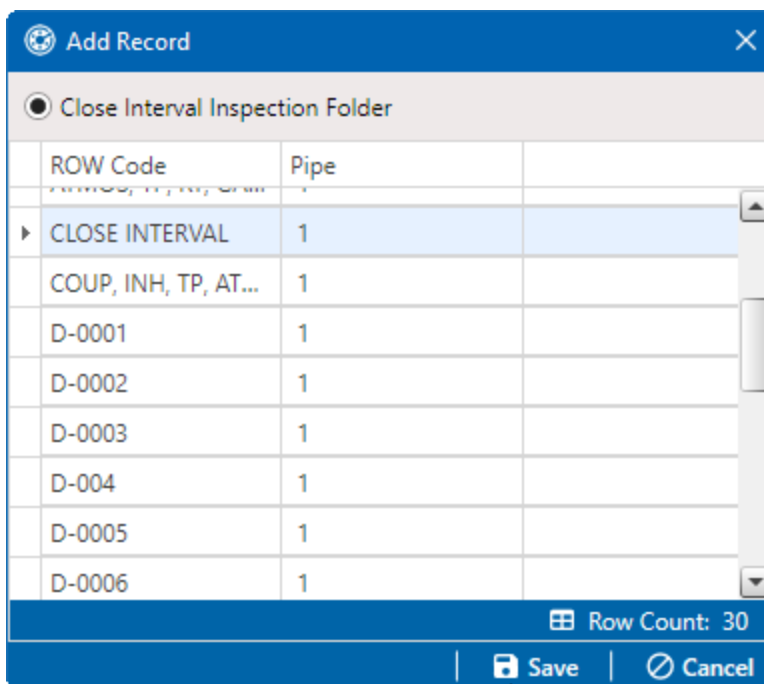 Add Record
Close Interval Inspection Folder
ROW Code Pipe
CLOSE INTERVAL 1
COUP, INH, TP, AT... 1
D-0001 1
D-0002 1
D-0003 1
D-004 1
D-0005 1
D-0006 1
Row Count: 30
Save Cancel